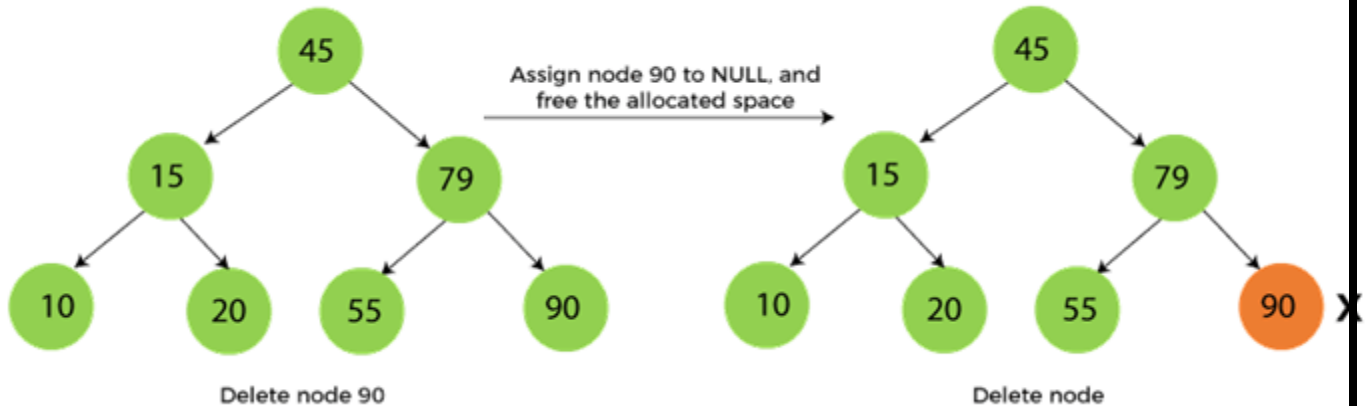 45
45
Assign node 90 to NULL, and
free the allocated space
15
79
15
79
10
20
55
90
10
20
55
90
X
Delete node 90
Delete node